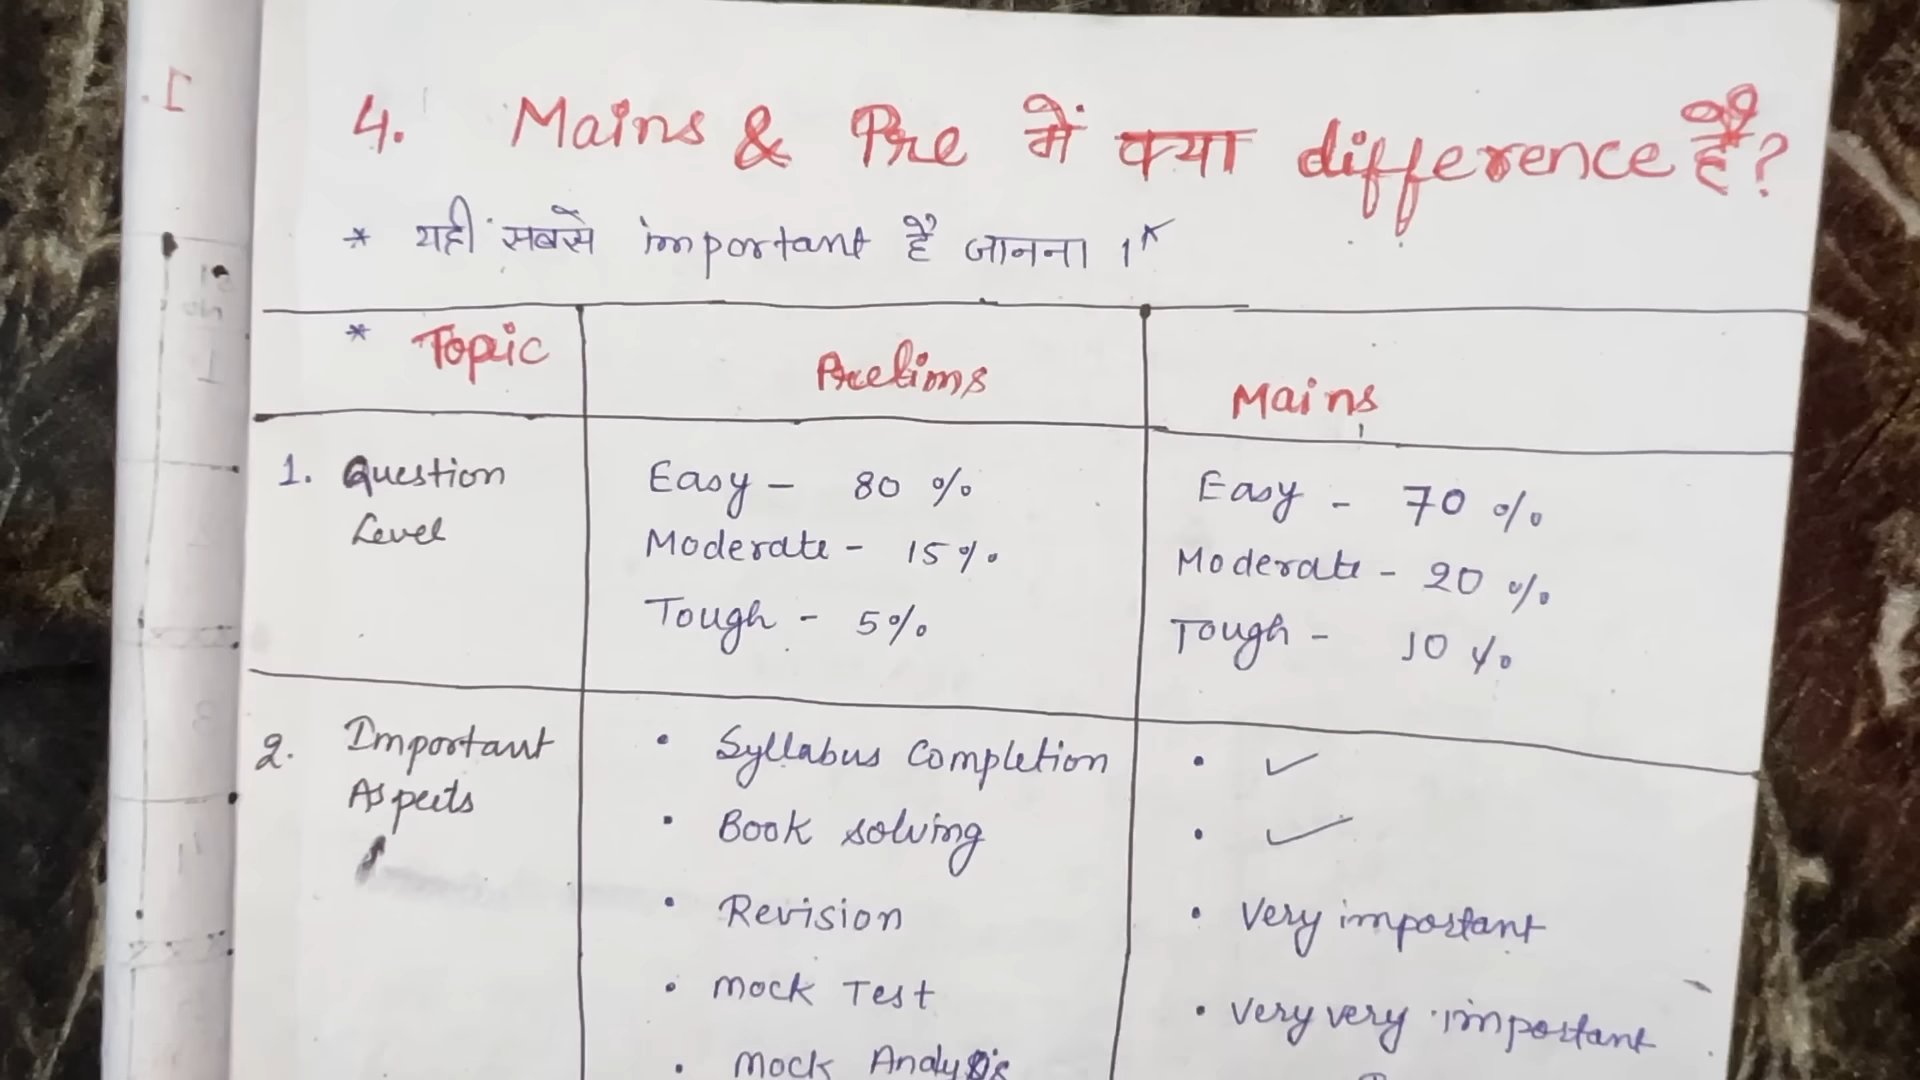 4. Mains & Pre में क्या difference है?
* यही सबसे important है जानना ।*
* Topic Prelims Mains
1. Question Level
Easy - 80 %
Moderate - 15%
Tough - 5%
Easy - 70 %
Moderate - 20 %
Tough - 10 %
2. Important Aspects
• Syllabus Completion
• Book solving
• Revision
• Mock Test
• Mock Analysis
• ✓
• ✓
• Very important
• Very very important